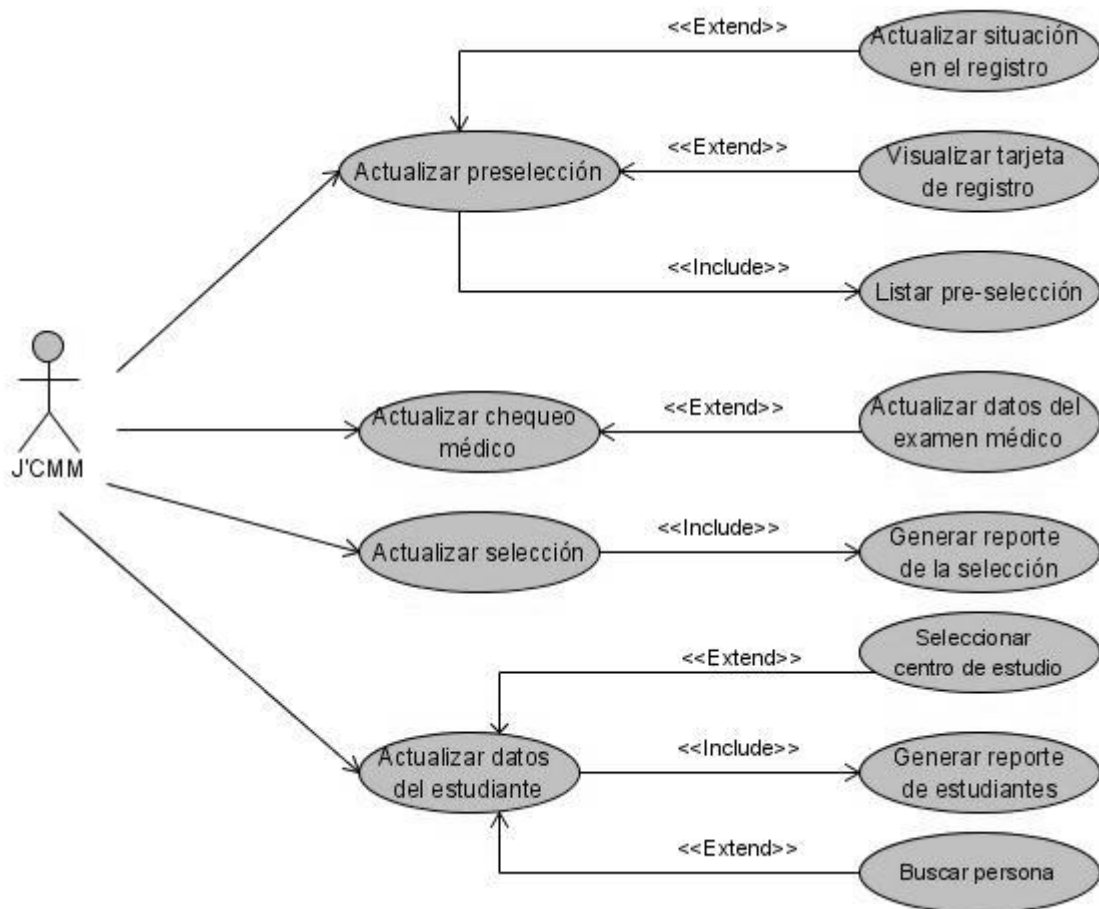 <<Extend>>
Actualizar situación
en el registro
Actualizar preselección
<<Extend>>
Visualizar tarjeta
de registro
<<Include>>
Listar pre-selección
J'CMM
Actualizar chequeo
médico
<<Extend>>
Actualizar datos del
examen médico
Actualizar selección
<<Include>>
Generar reporte
de la selección
<<Extend>>
Seleccionar
centro de estudio
Actualizar datos
del estudiante
<<Include>>
Generar reporte
de estudiantes
<<Extend>>
Buscar persona